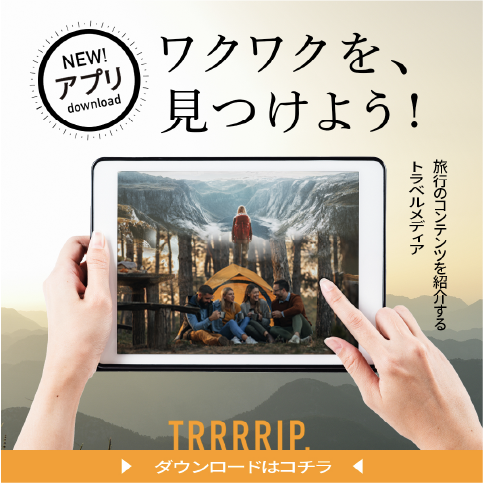 NEW!
アプリ
download
ワクワクを、
見つけよう!
旅行のコンテンツを紹介する
トラベルメディア
TRRRRIP.
▶ ダウンロードはコチラ ◀